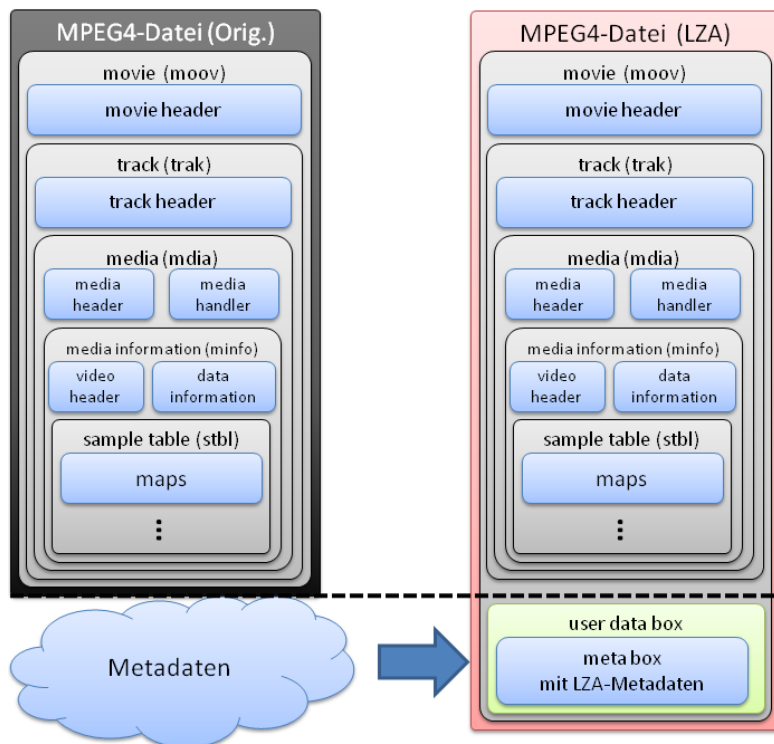 MPEG4-Datei (Orig.)
movie (moov)
movie header
track (trak)
track header
media (mdia)
media
header
media
handler
media information (minfo)
video
header
data
information
sample table (stbl)
maps
⋮
Metadaten
MPEG4-Datei (LZA)
movie (moov)
movie header
track (trak)
track header
media (mdia)
media
header
media
handler
media information (minfo)
video
header
data
information
sample table (stbl)
maps
⋮
user data box
meta box
mit LZA-Metadaten